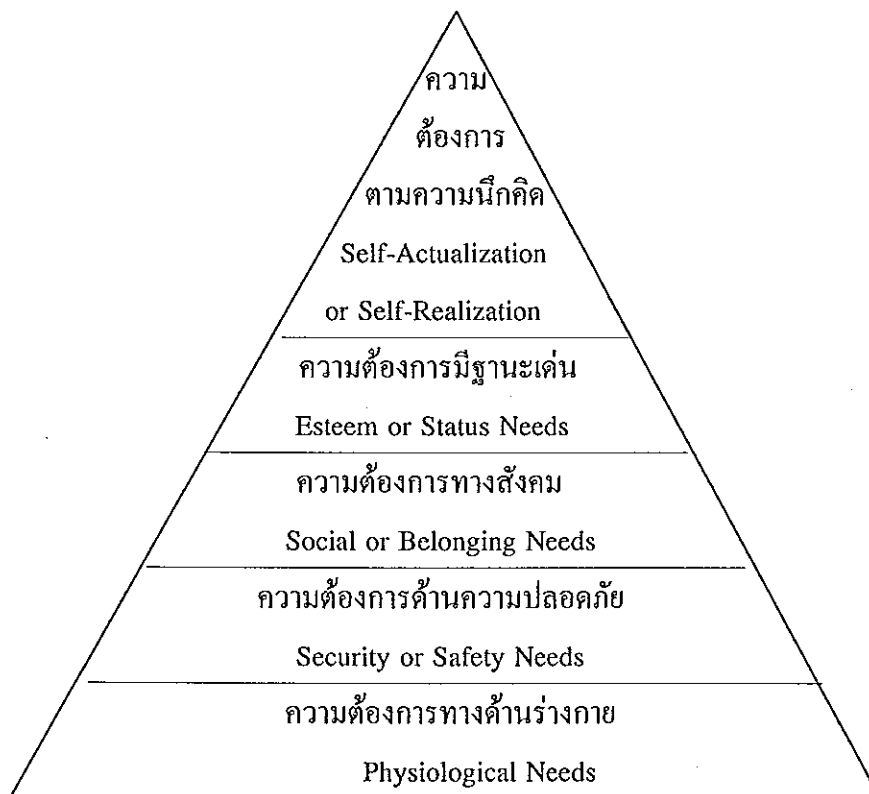 ความ
ต้องการ
ตามความนึกคิด
Self-Actualization
or Self-Realization
ความต้องการมีฐานะเด่น
Esteem or Status Needs
ความต้องการทางสังคม
Social or Belonging Needs
ความต้องการด้านความปลอดภัย
Security or Safety Needs
ความต้องการทางด้านร่างกาย
Physiological Needs